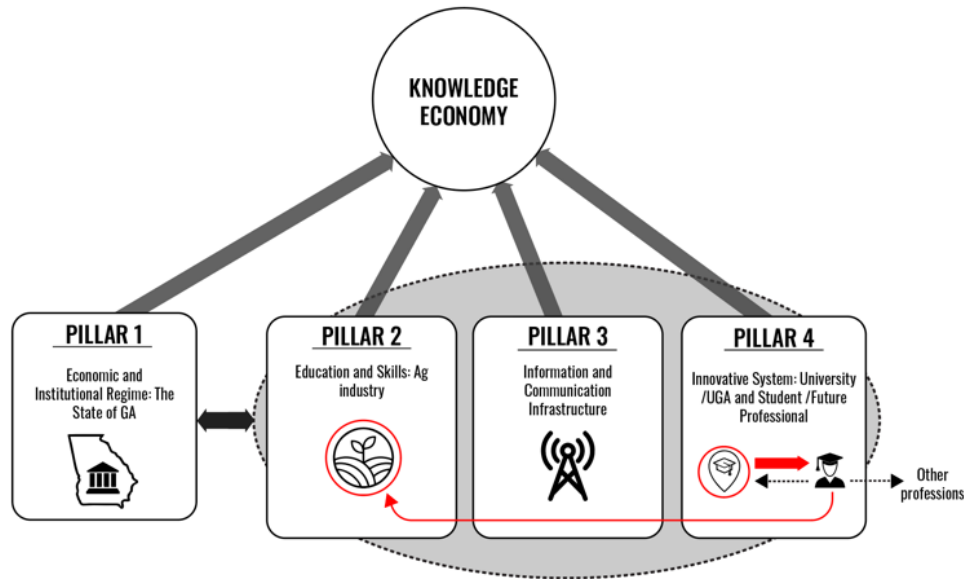 KNOWLEDGE
ECONOMY
PILLAR 1
Economic and
Institutional Regime: The
State of GA
PILLAR 2
Education and Skills: Ag
industry
PILLAR 3
Information and
Communication
Infrastructure
PILLAR 4
Innovative System: University
/UGA and Student /Future
Professional
Other
professions